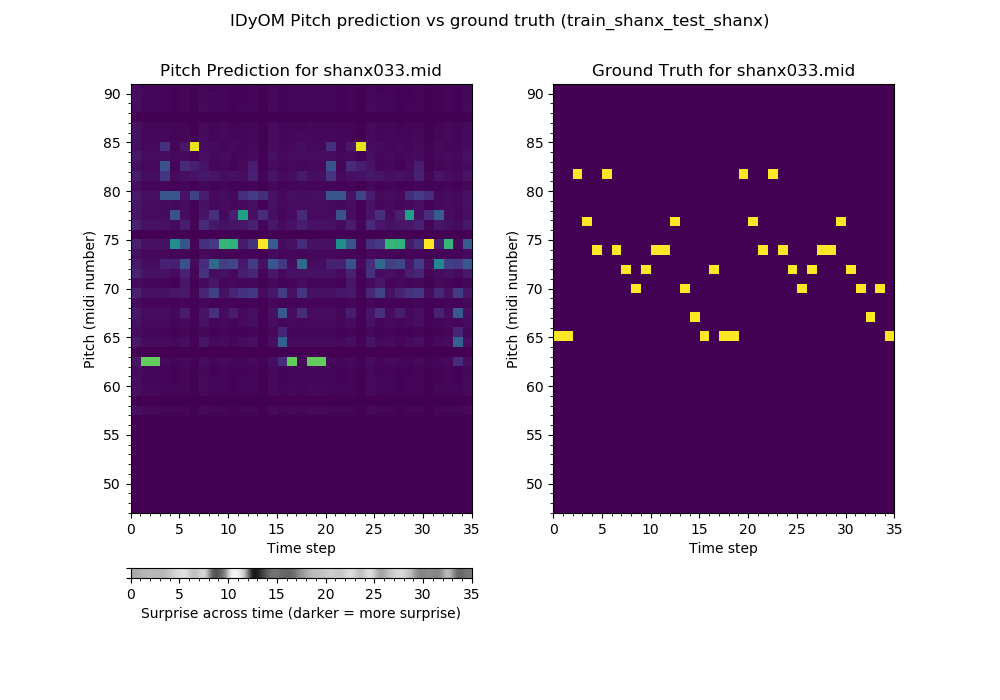 IDyOM Pitch prediction vs ground truth (train_shanx_test_shanx)
Pitch Prediction for shanx033.mid
90
85
80
75
70
65
60
55
50
Pitch (midi number)
0 5 10 15 20 25 30 35
Time step
0 5 10 15 20 25 30 35
Surprise across time (darker = more surprise)
Ground Truth for shanx033.mid
90
85
80
75
70
65
60
55
50
Pitch (midi number)
0 5 10 15 20 25 30 35
Time step